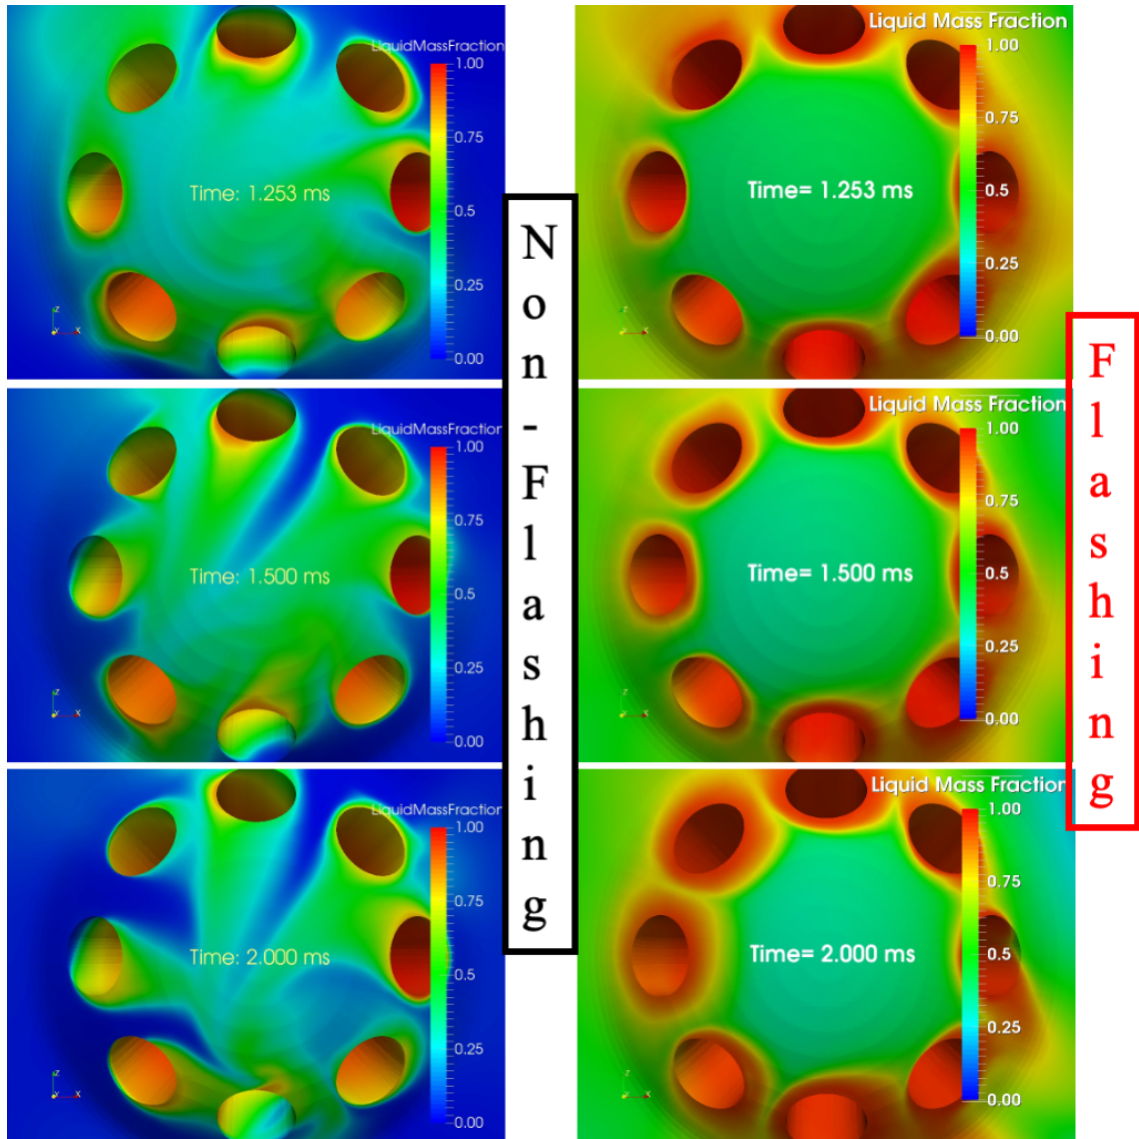 LiquidMassFraction
1.00
0.75
Time: 1.253 ms
0.5
0.25
0.00
Z
X
Liquid Mass Fraction
1.00
0.75
Time= 1.253 ms
0.5
0.25
0.00
Z
X
LiquidMassFraction
1.00
0.75
Time: 1.500 ms
0.5
0.25
0.00
Z
X
Liquid Mass Fraction
1.00
0.75
Time= 1.500 ms
0.5
0.25
0.00
Z
X
LiquidMassFraction
1.00
0.75
Time: 2.000 ms
0.5
0.25
0.00
Z
X
Liquid Mass Fraction
1.00
0.75
Time= 2.000 ms
0.5
0.25
0.00
Z
X
Non-Flashing
Flashing